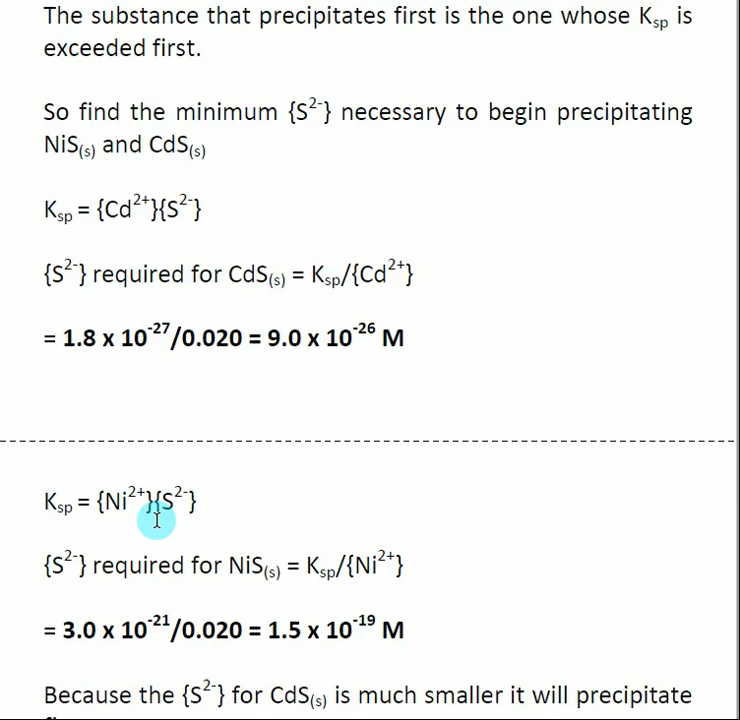 The substance that precipitates first is the one whose Ksp is
exceeded first.
So find the minimum {S²⁻} necessary to begin precipitating
NiS(s) and CdS(s)
Ksp = {Cd²⁺}{S²⁻}
{S²⁻} required for CdS(s) = Ksp/{Cd²⁺}
= 1.8 x 10⁻²⁷/0.020 = 9.0 x 10⁻²⁶ M
Ksp = {Ni²⁺}{S²⁻}
{S²⁻} required for NiS(s) = Ksp/{Ni²⁺}
= 3.0 x 10⁻²¹/0.020 = 1.5 x 10⁻¹⁹ M
Because the {S²⁻} for CdS(s) is much smaller it will precipitate